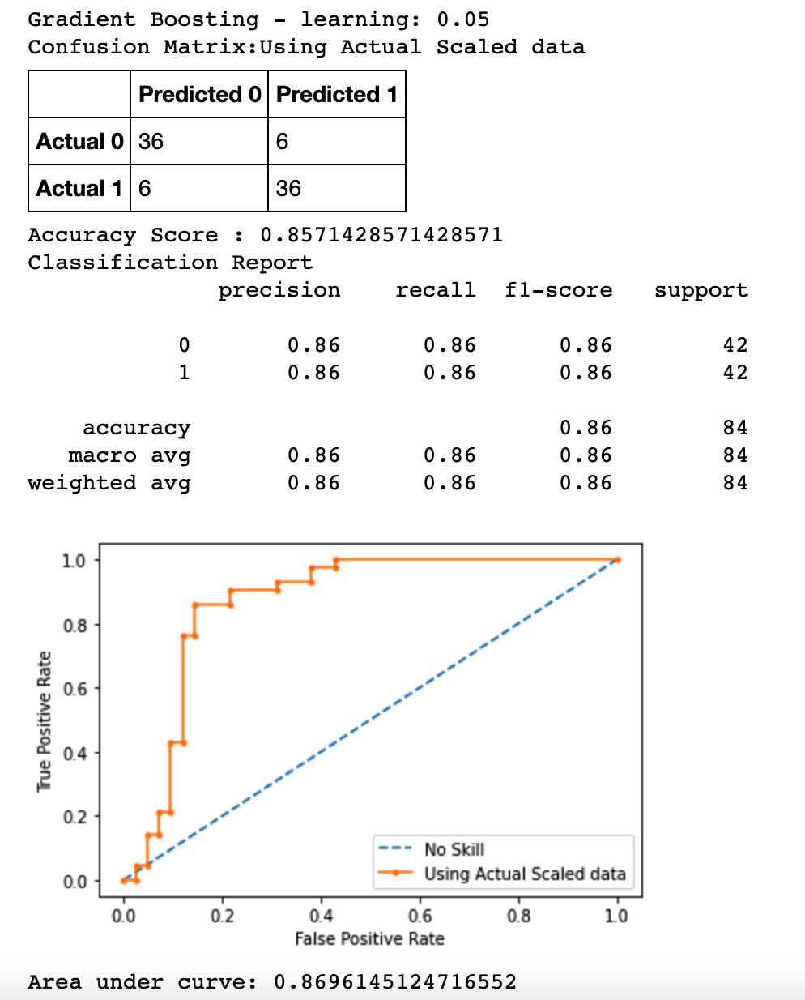 Gradient Boosting - learning: 0.05
Confusion Matrix:Using Actual Scaled data
Predicted 0 Predicted 1
Actual 0 36 6
Actual 1 6 36
Accuracy Score : 0.8571428571428571
Classification Report
precision recall f1-score support
0 0.86 0.86 0.86 42
1 0.86 0.86 0.86 42
accuracy 0.86 84
macro avg 0.86 0.86 0.86 84
weighted avg 0.86 0.86 0.86 84
1.0
0.8
0.6
0.4
0.2
0.0
True Positive Rate
No Skill
Using Actual Scaled data
0.0 0.2 0.4 0.6 0.8 1.0
False Positive Rate
Area under curve: 0.8696145124716552